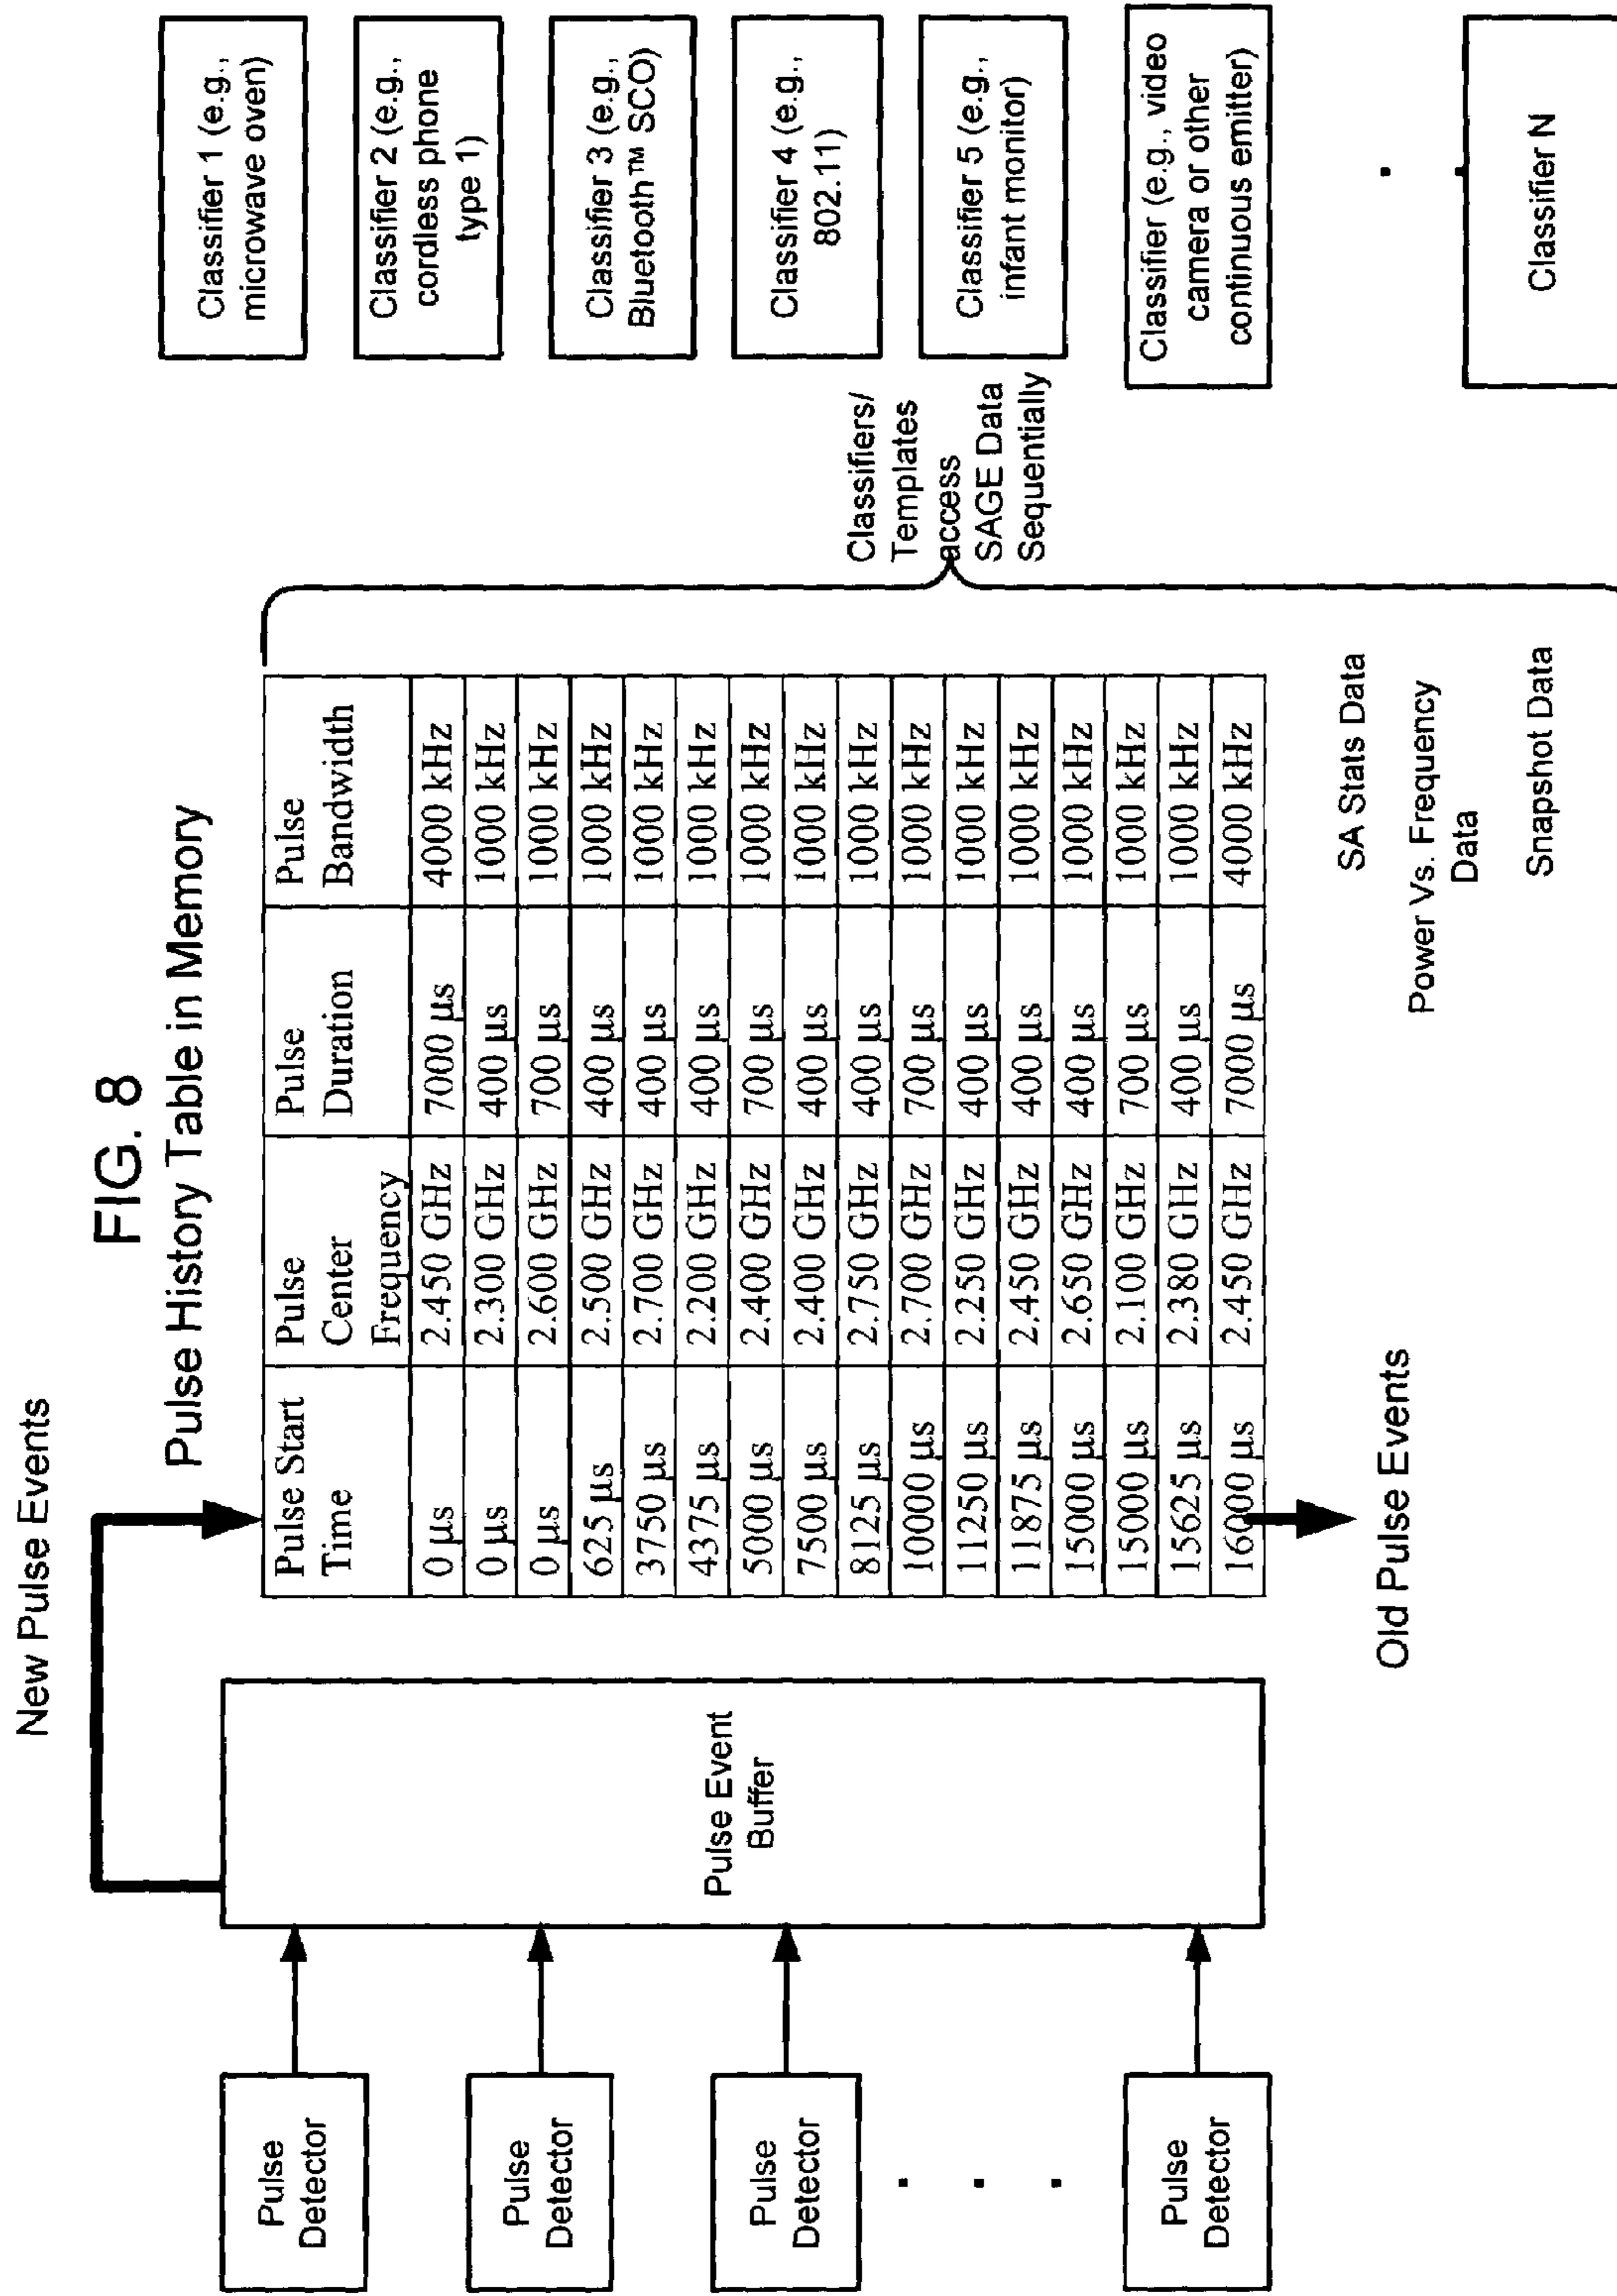 New Pulse Events
FIG. 8
Pulse History Table in Memory
Pulse
Detector
Pulse
Detector
Pulse
Detector
. . .
Pulse
Detector
Pulse Event
Buffer
Pulse Start Time Pulse Center Frequency Pulse Duration Pulse Bandwidth
0 µs 2.450 GHz 7000 µs 4000 kHz
0 µs 2.300 GHz 400 µs 1000 kHz
0 µs 2.600 GHz 700 µs 1000 kHz
625 µs 2.500 GHz 400 µs 1000 kHz
3750 µs 2.700 GHz 400 µs 1000 kHz
4375 µs 2.200 GHz 400 µs 1000 kHz
5000 µs 2.400 GHz 700 µs 1000 kHz
7500 µs 2.400 GHz 400 µs 1000 kHz
8125 µs 2.750 GHz 400 µs 1000 kHz
10000 µs 2.700 GHz 700 µs 1000 kHz
11250 µs 2.250 GHz 400 µs 1000 kHz
11875 µs 2.450 GHz 400 µs 1000 kHz
15000 µs 2.650 GHz 400 µs 1000 kHz
15000 µs 2.100 GHz 700 µs 1000 kHz
15625 µs 2.380 GHz 400 µs 1000 kHz
16000 µs 2.450 GHz 7000 µs 4000 kHz
Old Pulse Events
SA Stats Data
Power Vs. Frequency
Data
Snapshot Data
Classifiers/
Templates
access
SAGE Data
Sequentially
Classifier 1 (e.g.,
microwave oven)
Classifier 2 (e.g.,
cordless phone
type 1)
Classifier 3 (e.g.,
Bluetooth™ SCO)
Classifier 4 (e.g.,
802.11)
Classifier 5 (e.g.,
infant monitor)
Classifier (e.g., video
camera or other
continuous emitter)
. .
Classifier N